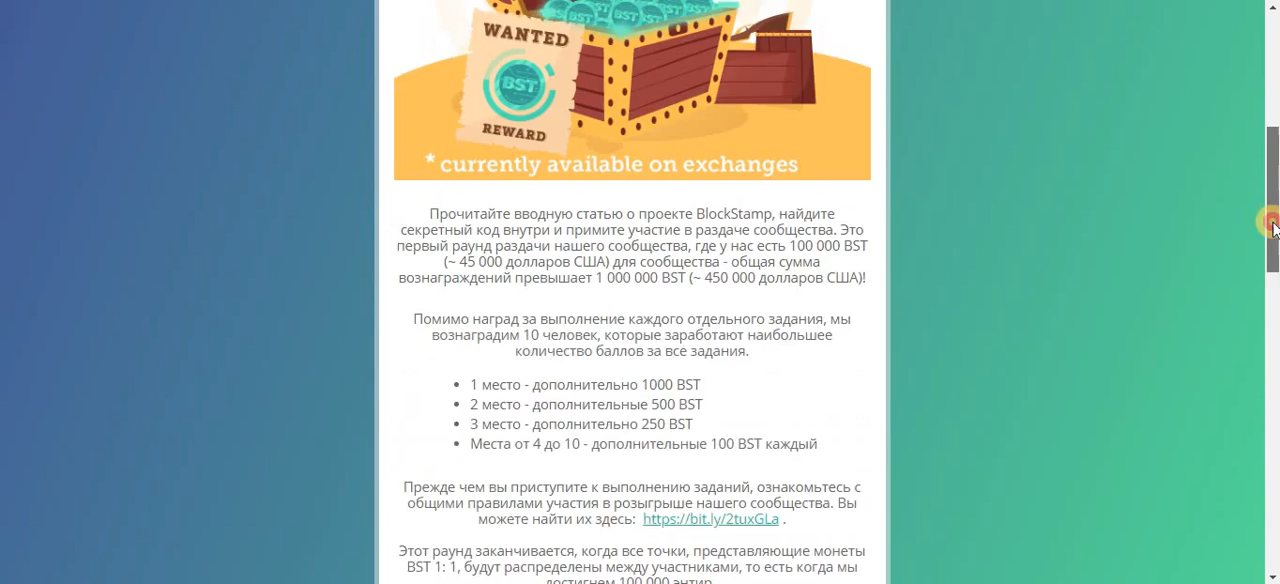 BST BST BST
WANTED
BST
REWARD
* currently available on exchanges
Прочитайте вводную статью о проекте BlockStamp, найдите
секретный код внутри и примите участие в раздаче сообщества. Это
первый раунд раздачи нашего сообщества, где у нас есть 100 000 BST
(~ 45 000 долларов США) для сообщества - общая сумма
вознаграждений превышает 1 000 000 BST (~ 450 000 долларов США)!
Помимо наград за выполнение каждого отдельного задания, мы
вознаградим 10 человек, которые заработают наибольшее
количество баллов за все задания.
• 1 место - дополнительно 1000 BST
• 2 место - дополнительные 500 BST
• 3 место - дополнительно 250 BST
• Места от 4 до 10 - дополнительные 100 BST каждый
Прежде чем вы приступите к выполнению заданий, ознакомьтесь с
общими правилами участия в розыгрыше нашего сообщества. Вы
можете найти их здесь: https://bit.ly/2tuxGLa .
Этот раунд заканчивается, когда все точки, представляющие монеты
BST 1: 1, будут распределены между участниками, то есть когда мы
достигнем 100 000 антир.